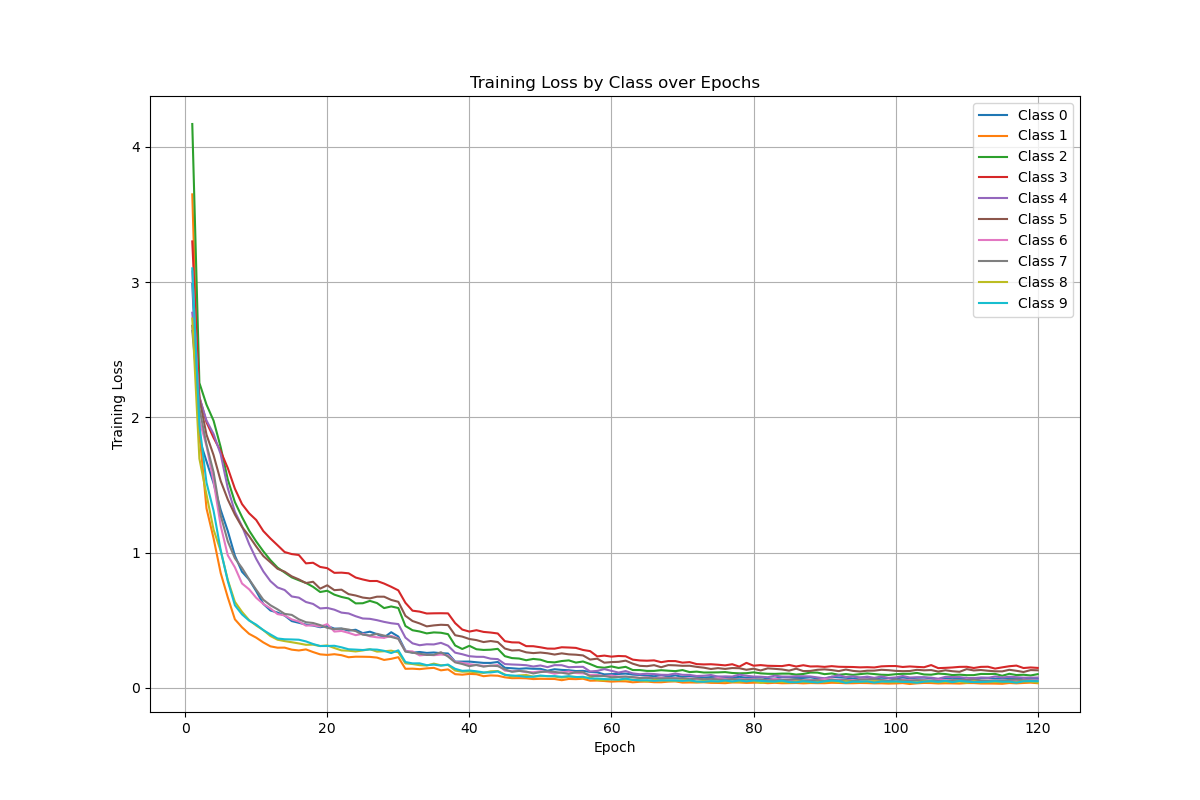 Training Loss by Class over Epochs
Class 0
Class 1
Class 2
Class 3
Class 4
Class 5
Class 6
Class 7
Class 8
Class 9
Training Loss
4
3
2
1
0
0 20 40 60 80 100 120
Epoch